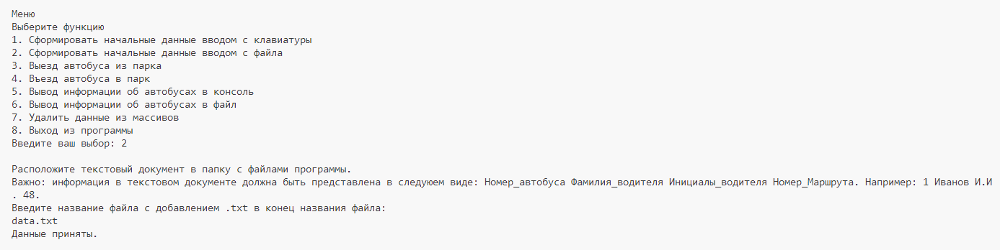 Меню
Выберите функцию
1. Сформировать начальные данные вводом с клавиатуры
2. Сформировать начальные данные вводом с файла
3. Выезд автобуса из парка
4. Въезд автобуса в парк
5. Вывод информации об автобусах в консоль
6. Вывод информации об автобусах в файл
7. Удалить данные из массивов
8. Выход из программы
Введите ваш выбор: 2
Расположите текстовый документ в папку с файлами программы.
Важно: информация в текстовом документе должна быть представлена в следуюем виде: Номер_автобуса Фамилия_водителя Инициалы_водителя Номер_Маршрута. Например: 1 Иванов И.И
. 48.
Введите название файла с добавлением .txt в конец названия файла:
data.txt
Данные приняты.